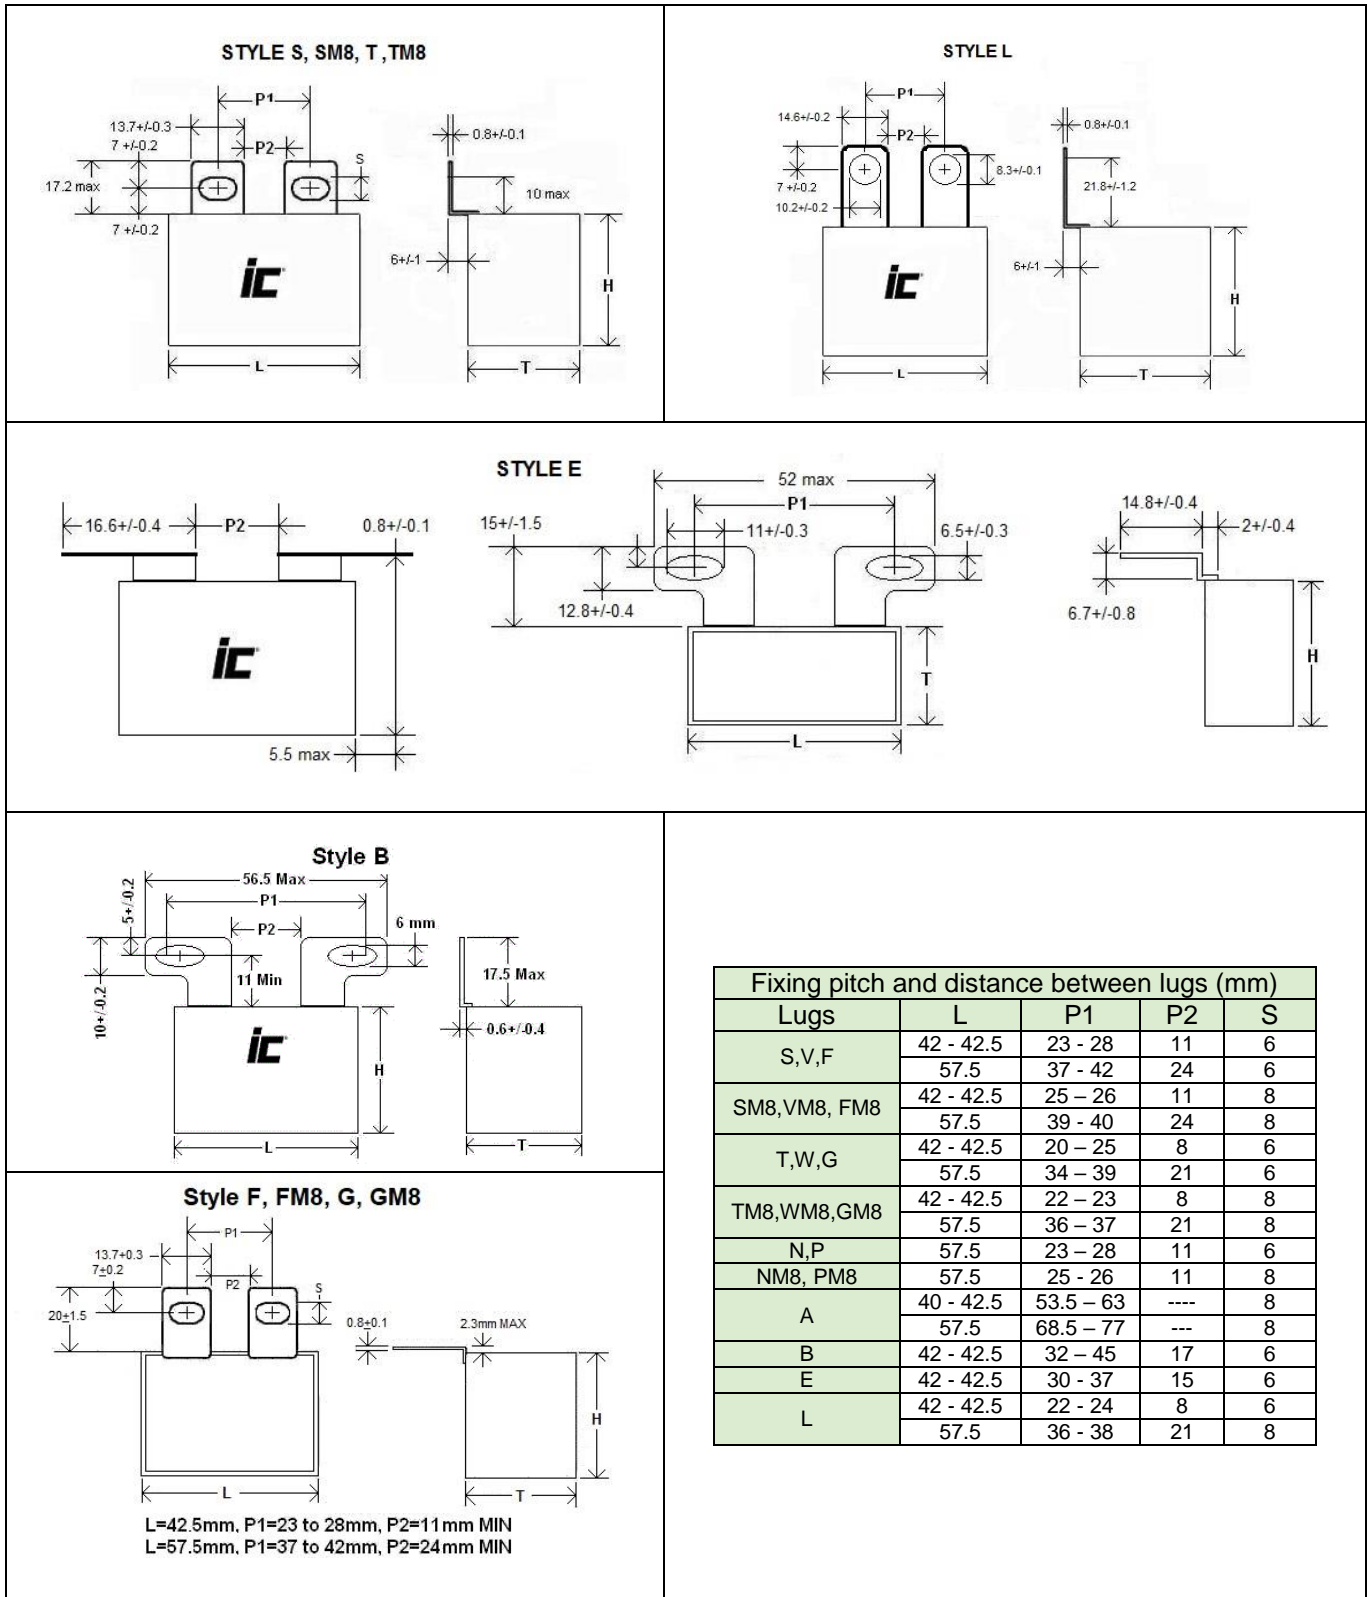 STYLE S, SM8, T ,TM8
P1
13.7+/-0.3
7 +/-0.2
P2
S
17.2 max
7 +/-0.2
0.8+/-0.1
10 max
6+/-1
ic
H
L
T
STYLE L
P1
14.6+/-0.2
P2
0.8+/-0.1
8.3+/-0.1
7 +/-0.2
21.8+/-1.2
10.2+/-0.2
6+/-1
ic
H
L
T
STYLE E
16.6+/-0.4
P2
0.8+/-0.1
ic
5.5 max
52 max
P1
15+/-1.5
11+/-0.3
6.5+/-0.3
12.8+/-0.4
T
L
14.8+/-0.4
2+/-0.4
6.7+/-0.8
H
Style B
56.5 Max
5+/-0.2
P1
P2
6 mm
11 Min
10+/-0.2
17.5 Max
0.6+/-0.4
ic
H
L
T
Style F, FM8, G, GM8
P1
13.7+0.3
7±0.2
P2
S
20±1.5
0.8±0.1
2.3mm MAX
H
L
T
L=42.5mm, P1=23 to 28mm, P2=11mm MIN
L=57.5mm, P1=37 to 42mm, P2=24mm MIN
Fixing pitch and distance between lugs (mm)
Lugs L P1 P2 S
S,V,F 42 - 42.5 23 - 28 11 6
57.5 37 - 42 24 6
SM8,VM8, FM8 42 - 42.5 25 – 26 11 8
57.5 39 - 40 24 8
T,W,G 42 - 42.5 20 – 25 8 6
57.5 34 – 39 21 6
TM8,WM8,GM8 42 - 42.5 22 – 23 8 8
57.5 36 – 37 21 8
N,P 57.5 23 – 28 11 6
NM8, PM8 57.5 25 - 26 11 8
A 40 - 42.5 53.5 – 63 ---- 8
57.5 68.5 – 77 --- 8
B 42 - 42.5 32 – 45 17 6
E 42 - 42.5 30 - 37 15 6
L 42 - 42.5 22 - 24 8 6
57.5 36 - 38 21 8